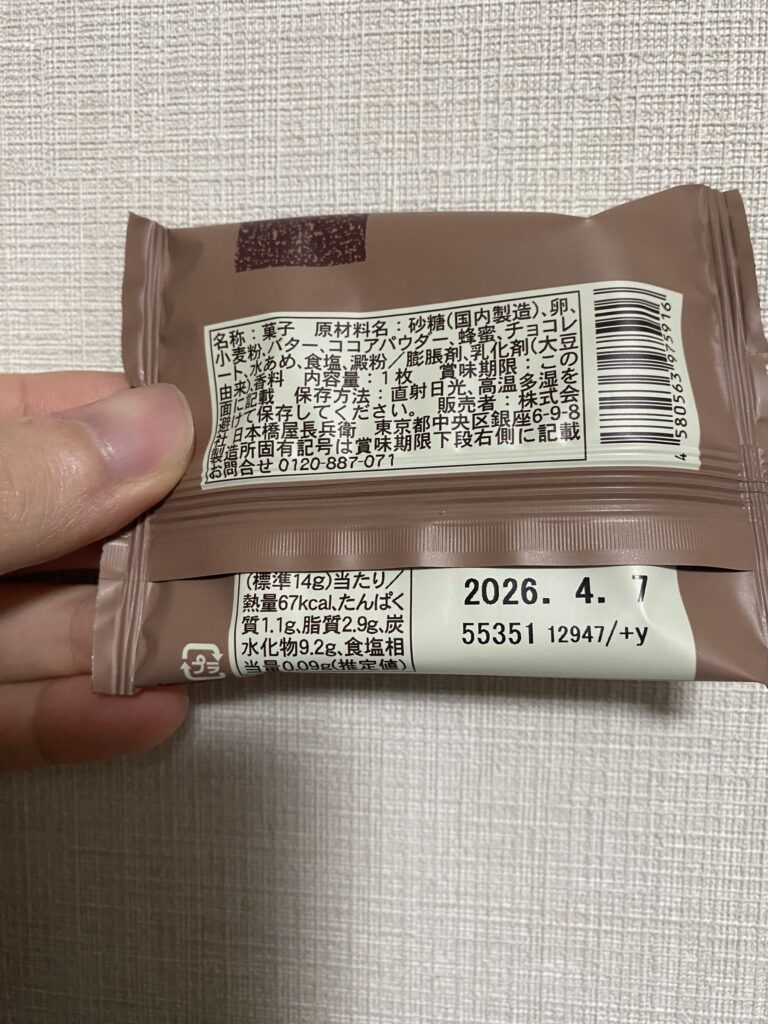 名称：菓子　原材料名：砂糖(国内製造)、卵、
小麦粉、バター、ココアパウダー、蜂蜜、チョコレ
ート、水あめ、食塩、澱粉／膨脹剤、乳化剤(大豆
由来)、香料　内容量：1枚　賞味期限：この
面に記載　保存方法：直射日光、高温多湿を
避けて保存してください。　販売者：株式会
社日本橋屋長兵衛　東京都中央区銀座6-9-8
製造所固有記号は賞味期限下段右側に記載
お問合せ 0120-887-071
4 580563 975916
(標準14g)当たり／
熱量67kcal、たんぱく
質1.1g、脂質2.9g、炭
水化物9.2g、食塩相
当量0.09g(推定値)
2026. 4. 7
55351 12947/+y
プラ